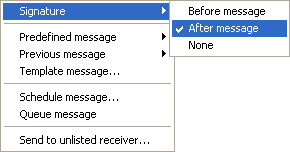 Signature
Before message
After message
None
Predefined message
Previous message
Template message...
Schedule message...
Queue message
Send to unlisted receiver...